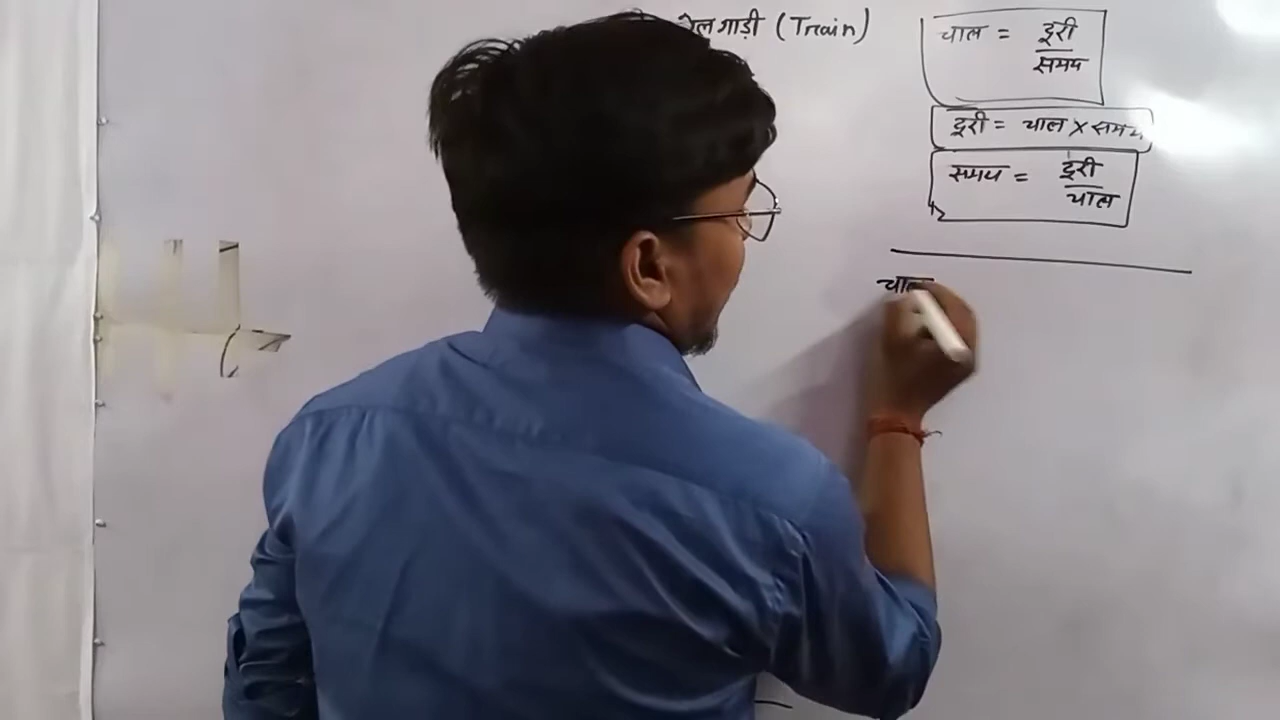 रेलगाड़ी (Train)
चाल = दूरी
समय
दूरी = चाल x समय
समय = दूरी
चाल
चाल